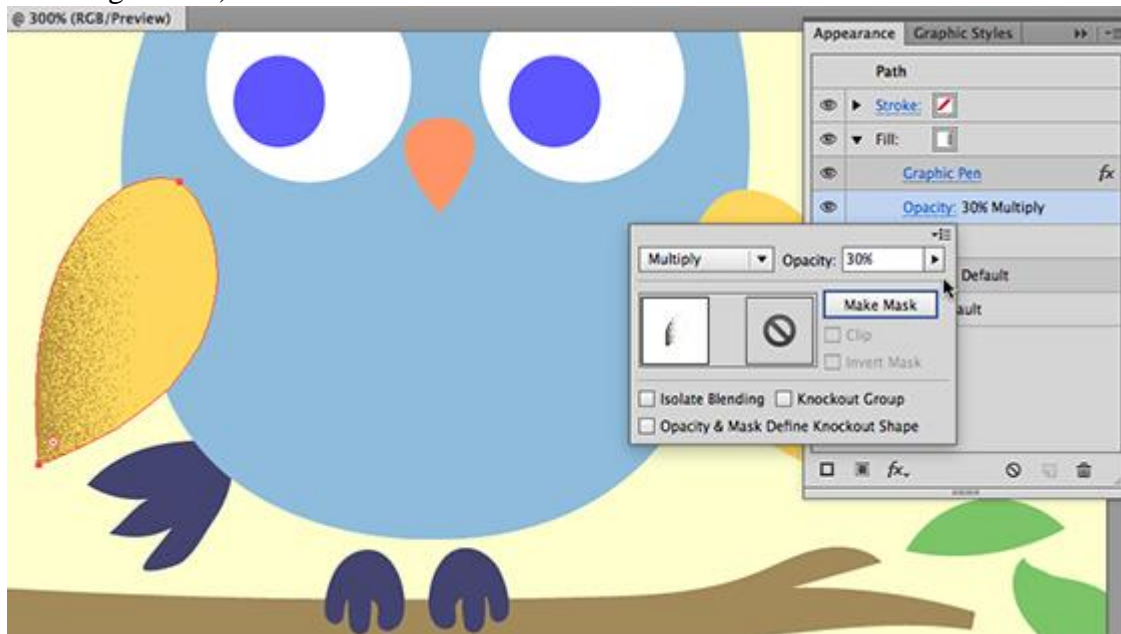 @ 300% (RGB/Preview)
Appearance Graphic Styles
Path
Stroke:
Fill:
Graphic Pen fx
Opacity: 30% Multiply
Multiply Opacity: 30%
Default
Make Mask
ault
Clip
Invert Mask
Isolate Blending Knockout Group
Opacity & Mask Define Knockout Shape
fx